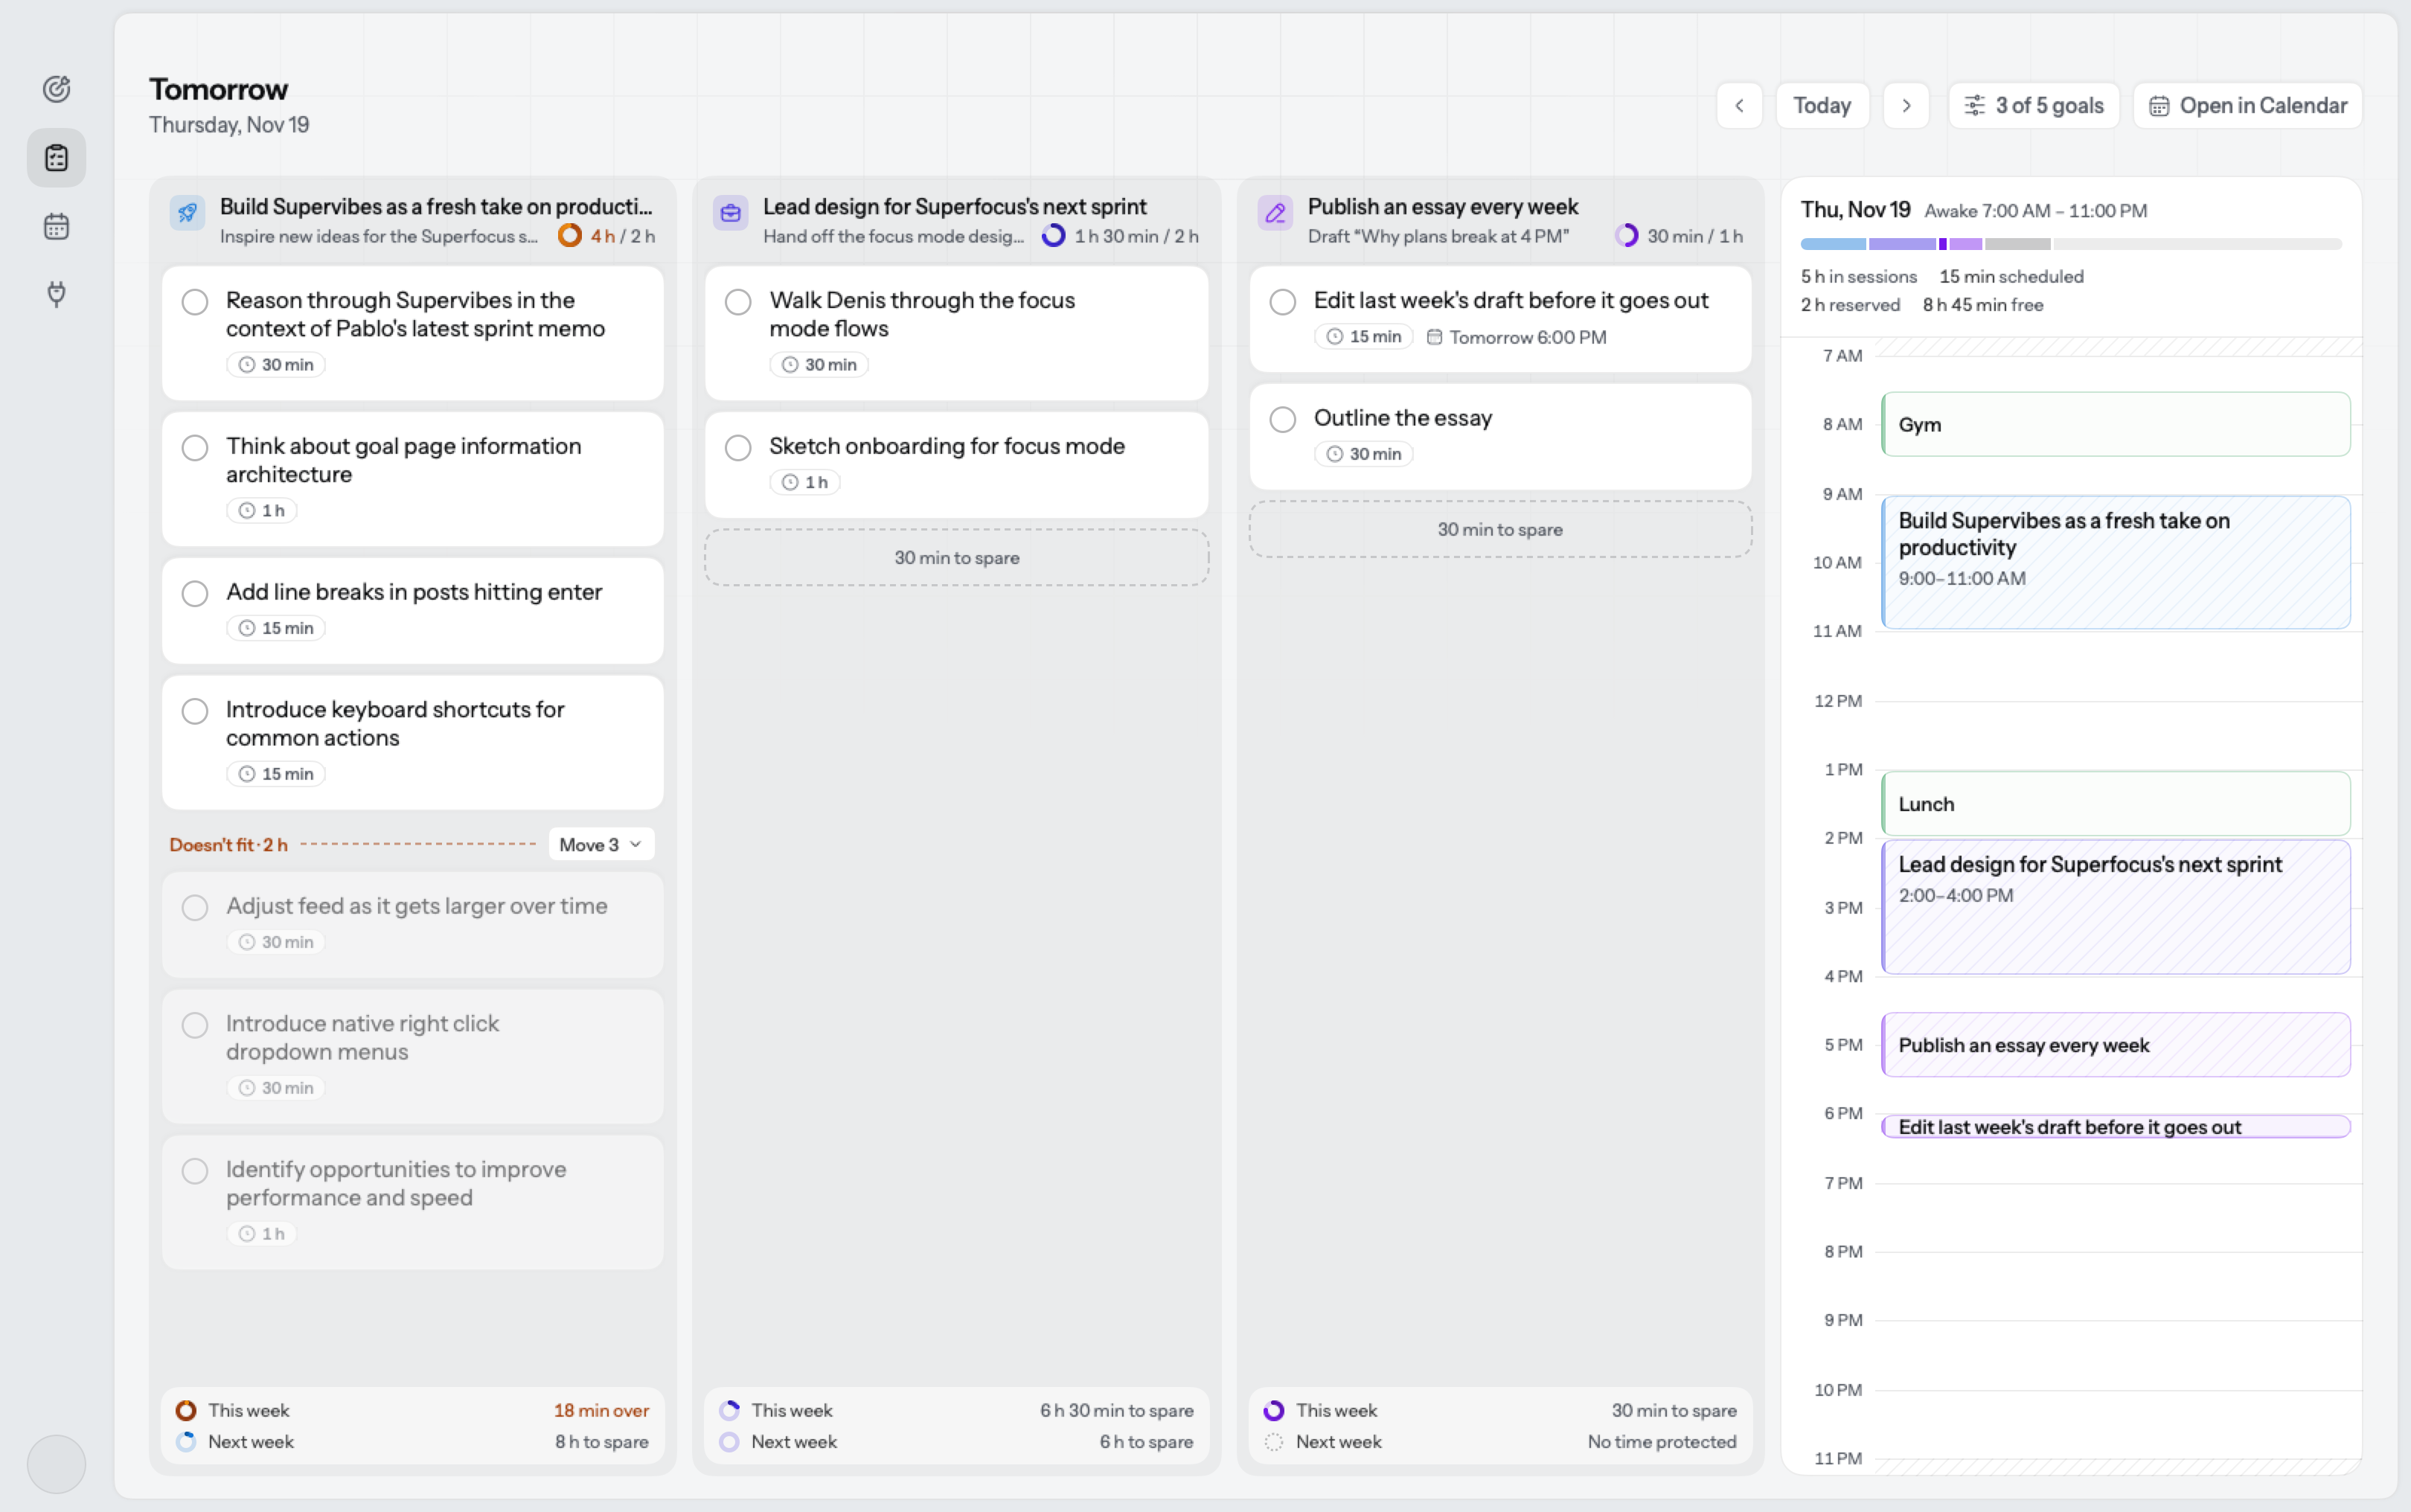 Tomorrow
Thursday, Nov 19
Today
3 of 5 goals
Open in Calendar
Build Supervibes as a fresh take on producti...
Inspire new ideas for the Superfocus s...
4 h / 2 h
Reason through Supervibes in the
context of Pablo's latest sprint memo
30 min
Think about goal page information
architecture
1 h
Add line breaks in posts hitting enter
15 min
Introduce keyboard shortcuts for
common actions
15 min
Doesn't fit · 2 h
Move 3
Adjust feed as it gets larger over time
30 min
Introduce native right click
dropdown menus
30 min
Identify opportunities to improve
performance and speed
1 h
This week
18 min over
Next week
8 h to spare
Lead design for Superfocus's next sprint
Hand off the focus mode desig...
1 h 30 min / 2 h
Walk Denis through the focus
mode flows
30 min
Sketch onboarding for focus mode
1 h
30 min to spare
This week
6 h 30 min to spare
Next week
6 h to spare
Publish an essay every week
Draft “Why plans break at 4 PM”
30 min / 1 h
Edit last week's draft before it goes out
15 min
Tomorrow 6:00 PM
Outline the essay
30 min
30 min to spare
This week
30 min to spare
Next week
No time protected
Thu, Nov 19
Awake 7:00 AM – 11:00 PM
5 h in sessions
15 min scheduled
2 h reserved
8 h 45 min free
7 AM
8 AM
Gym
9 AM
Build Supervibes as a fresh take on
productivity
10 AM
9:00–11:00 AM
11 AM
12 PM
1 PM
Lunch
2 PM
Lead design for Superfocus's next sprint
2:00–4:00 PM
3 PM
4 PM
5 PM
Publish an essay every week
6 PM
Edit last week's draft before it goes out
7 PM
8 PM
9 PM
10 PM
11 PM